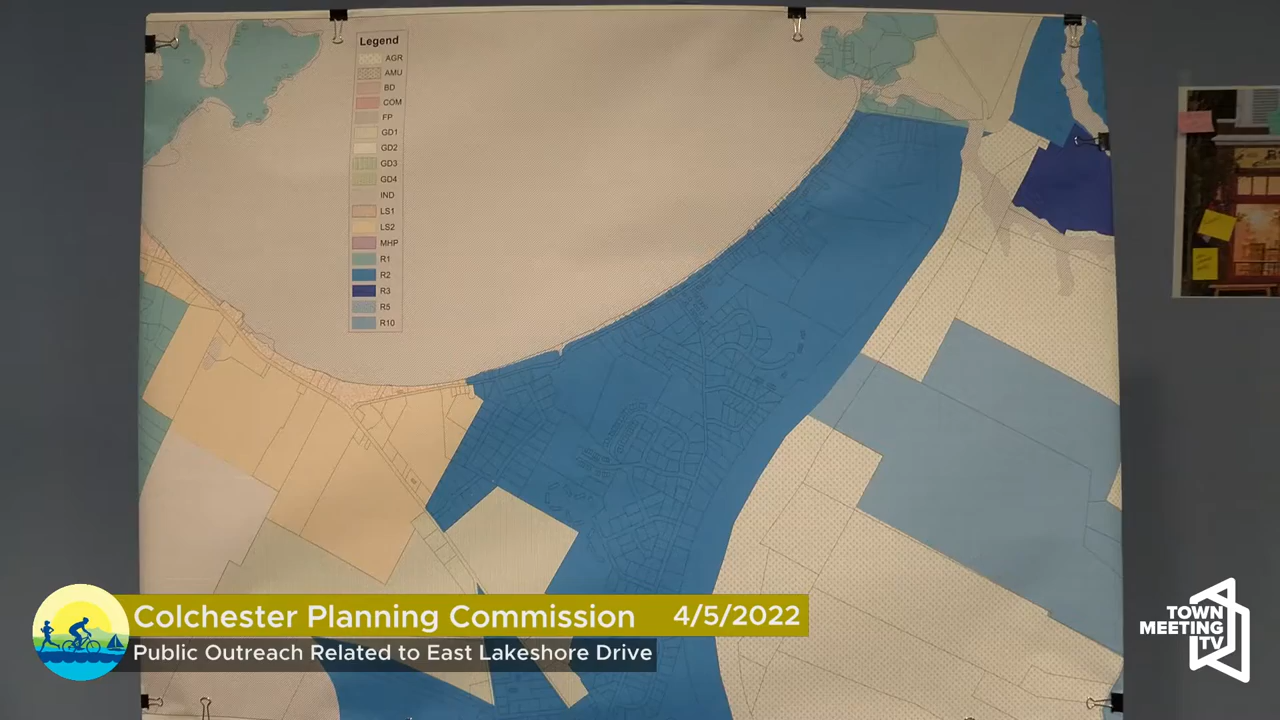 Legend
AGR
AMU
BD
COM
FP
GD1
GD2
GD3
GD4
IND
LS1
LS2
MHP
R1
R2
R3
R5
R10
Colchester Planning Commission 4/5/2022
Public Outreach Related to East Lakeshore Drive
TOWN
MEETING
TV